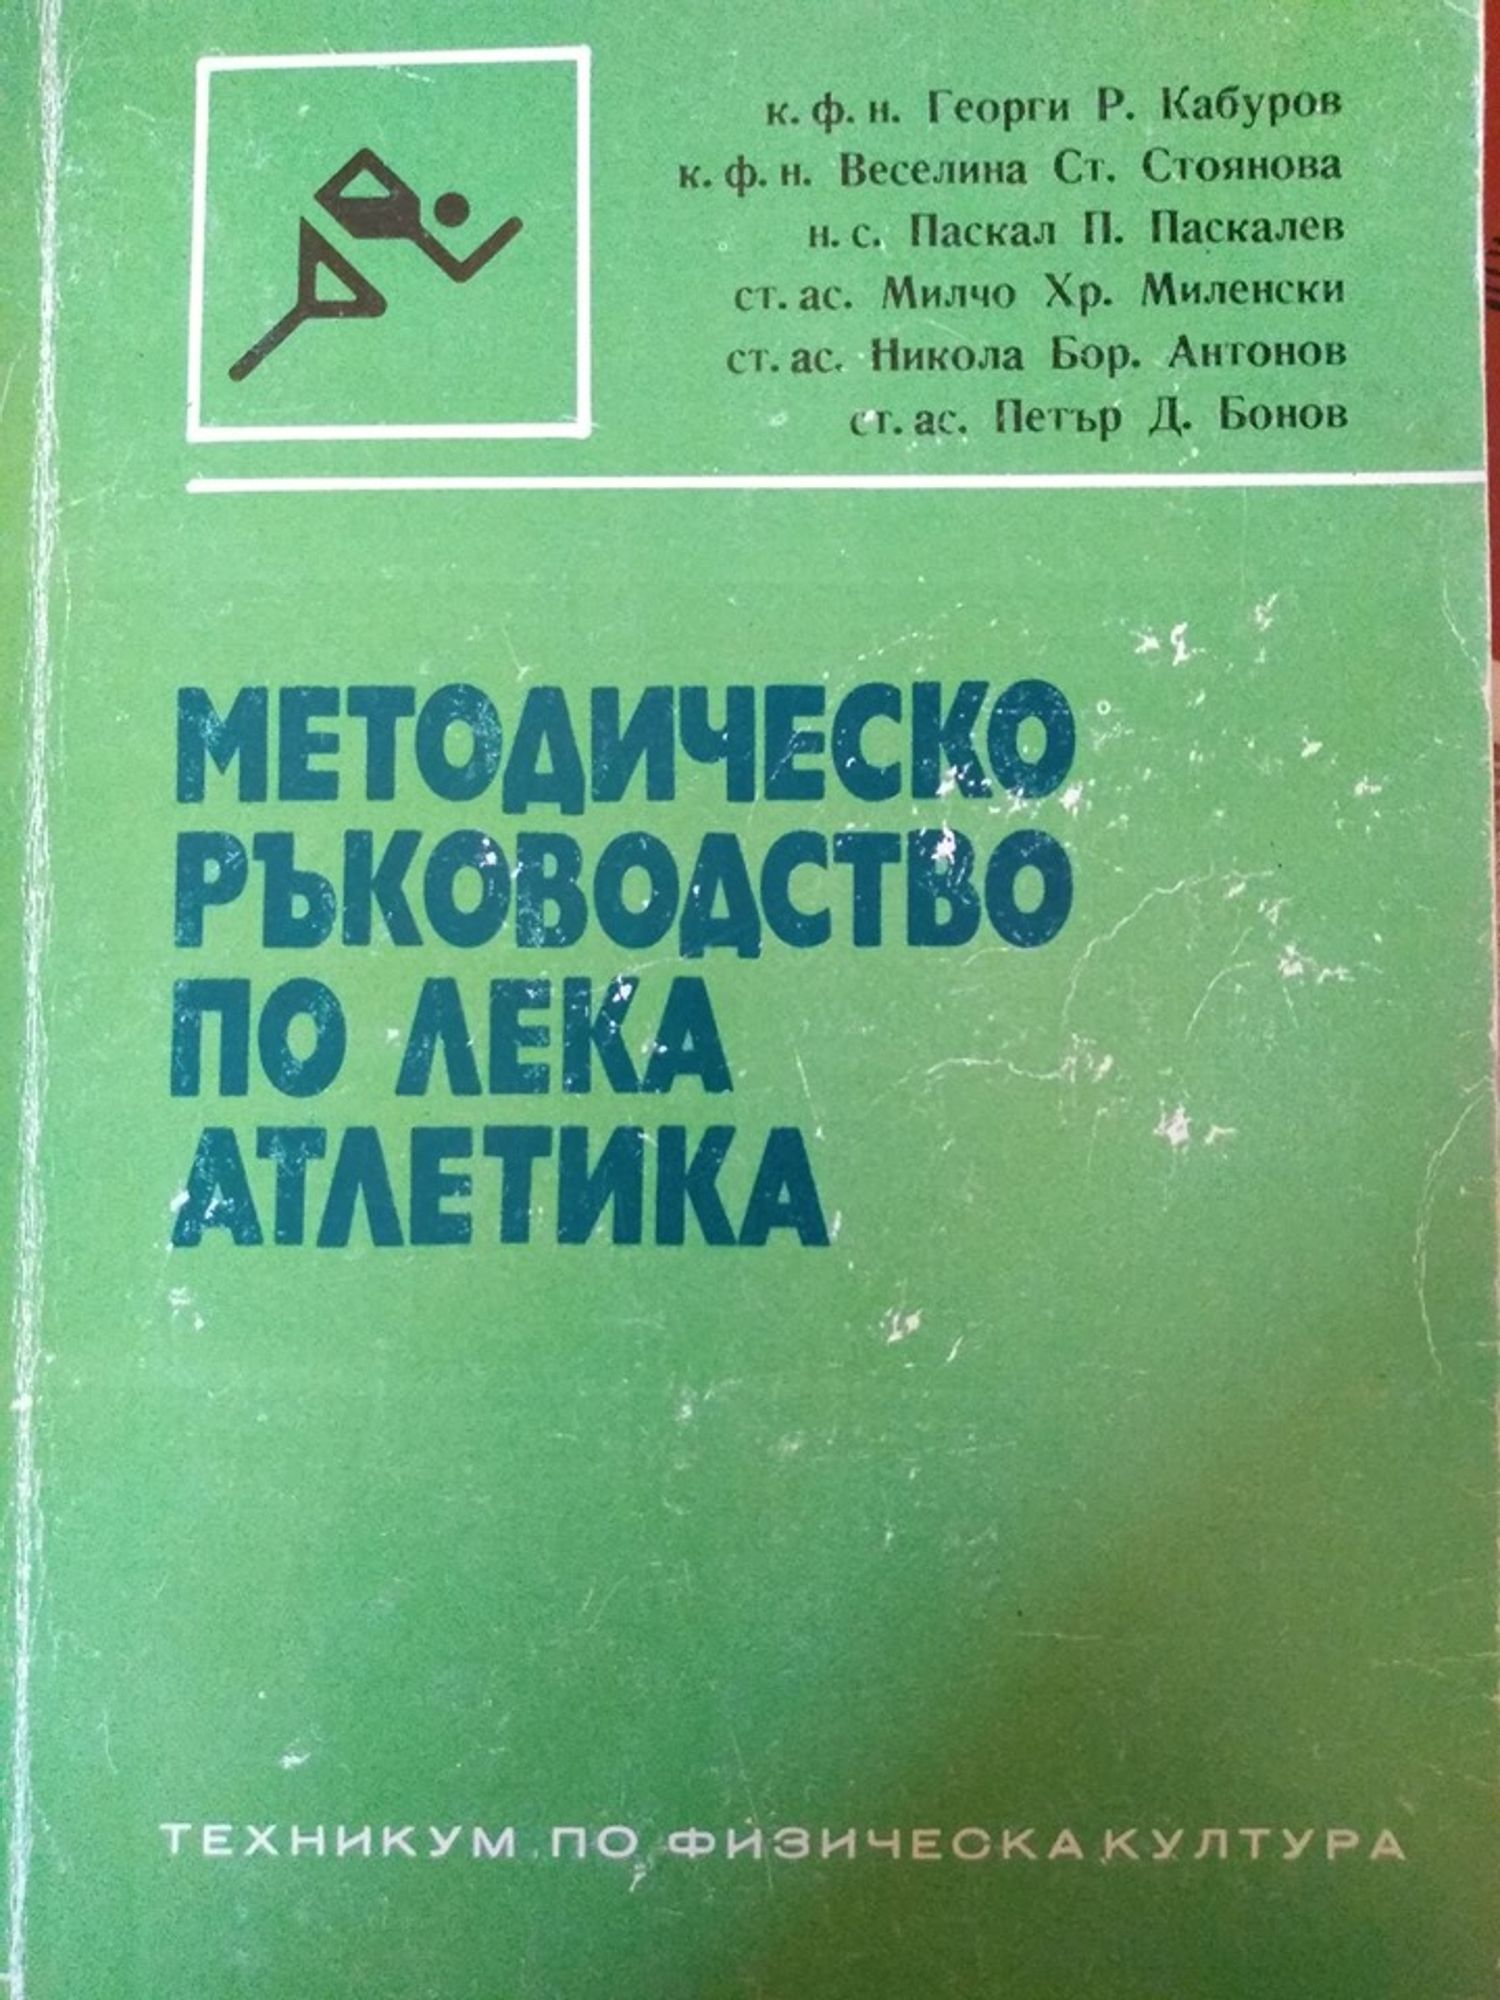 к. ф. н. Георги Р. Кабуров
к. ф. н. Веселина Ст. Стоянова
н. с. Паскал П. Паскалев
ст. ас. Милчо Хр. Миленски
ст. ас. Никола Бор. Антонов
ст. ас. Петър Д. Бонов
МЕТОДИЧЕСКО
РЪКОВОДСТВО
ПО ЛЕКА
АТЛЕТИКА
ТЕХНИКУМ ПО ФИЗИЧЕСКА КУЛТУРА